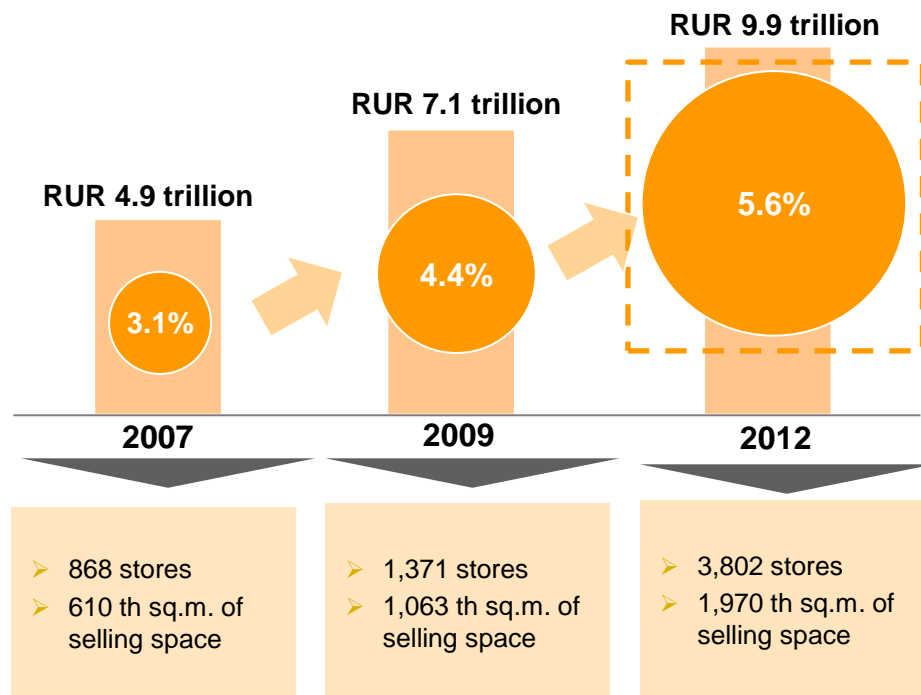 RUR 9.9 trillion
RUR 7.1 trillion
RUR 4.9 trillion
5.6%
4.4%
3.1%
2007
2009
2012
➢ 868 stores
➢ 610 th sq.m. of
selling space
➢ 1,371 stores
➢ 1,063 th sq.m. of
selling space
➢ 3,802 stores
➢ 1,970 th sq.m. of
selling space